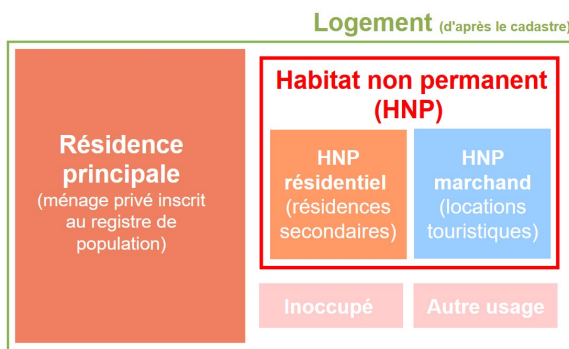 Logement (d'après le cadastre)
Résidence
principale
(ménage privé inscrit
au registre de
population)
Habitat non permanent
(HNP)
HNP
résidentiel
(résidences
secondaires)
HNP
marchand
(locations
touristiques)
Inoccupé
Autre usage